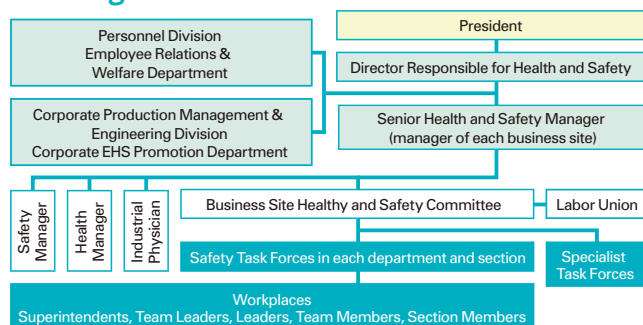 President
Personnel Division
Employee Relations &
Welfare Department
Director Responsible for Health and Safety
Corporate Production Management &
Engineering Division
Corporate EHS Promotion Department
Senior Health and Safety Manager
(manager of each business site)
Safety
Manager
Health
Manager
Industrial
Physician
Business Site Healthy and Safety Committee
Labor Union
Safety Task Forces in each department and section
Specialist
Task Forces
Workplaces
Superintendents, Team Leaders, Leaders, Team Members, Section Members